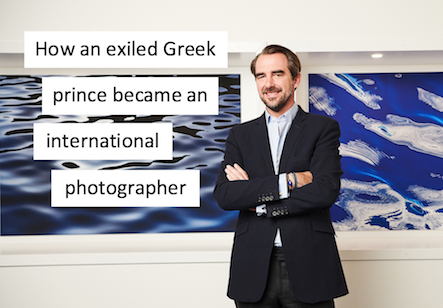 How an exiled Greek
prince became an
international
photographer